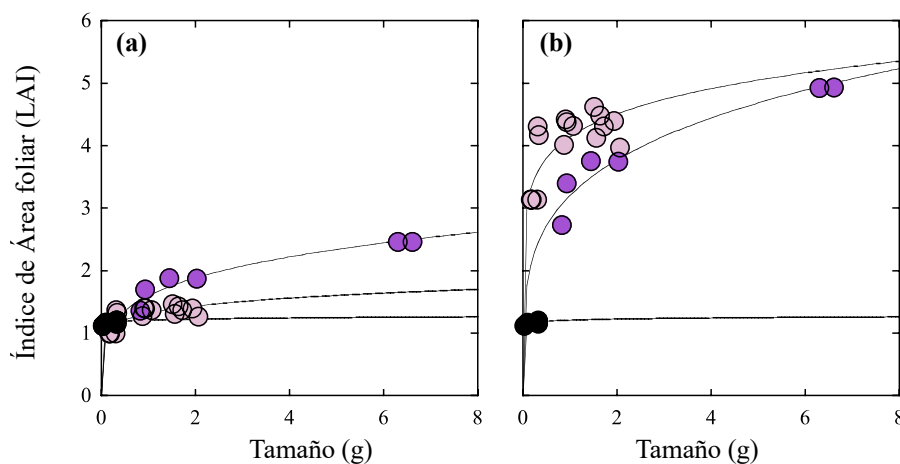 (a)
(b)
Índice de Área foliar (LAI)
6
5
4
3
2
1
0
0 2 4 6 8
0 2 4 6 8
Tamaño (g)
Tamaño (g)